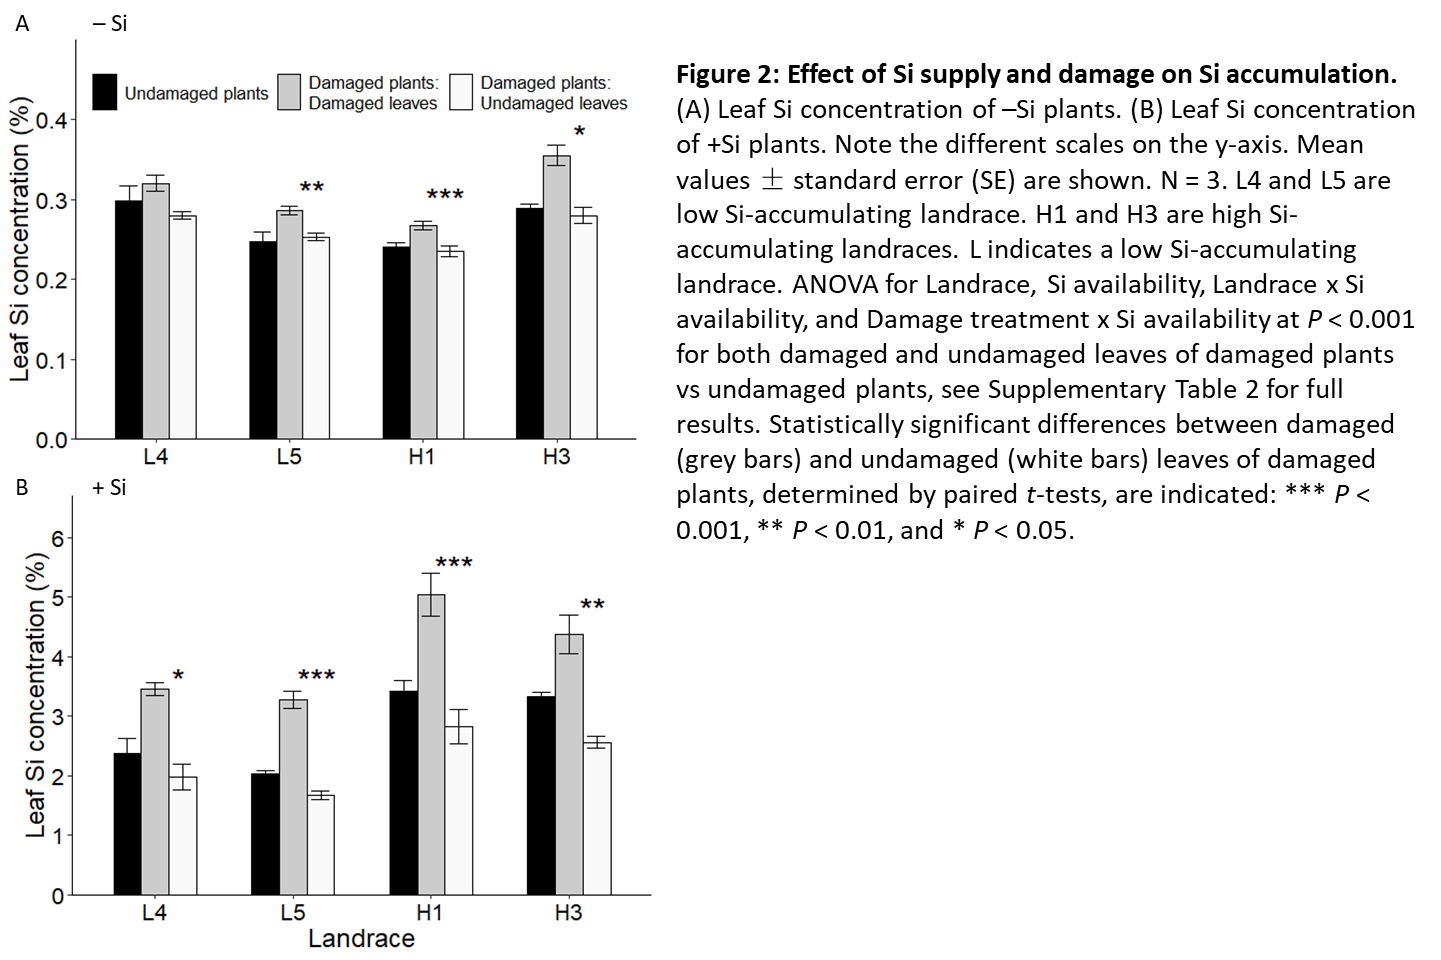 A
– Si
Undamaged plants
Damaged plants:
Damaged leaves
Damaged plants:
Undamaged leaves
Leaf Si concentration (%)
0.4
0.3
0.2
0.1
0.0
**
***
*
L4
L5
H1
H3
B
+ Si
Leaf Si concentration (%)
6
5
4
3
2
1
0
*
***
***
**
L4
L5
H1
H3
Landrace
Figure 2: Effect of Si supply and damage on Si accumulation.
(A) Leaf Si concentration of –Si plants. (B) Leaf Si concentration
of +Si plants. Note the different scales on the y-axis. Mean
values ± standard error (SE) are shown. N = 3. L4 and L5 are
low Si-accumulating landrace. H1 and H3 are high Si-
accumulating landraces. L indicates a low Si-accumulating
landrace. ANOVA for Landrace, Si availability, Landrace x Si
availability, and Damage treatment x Si availability at P < 0.001
for both damaged and undamaged leaves of damaged plants
vs undamaged plants, see Supplementary Table 2 for full
results. Statistically significant differences between damaged
(grey bars) and undamaged (white bars) leaves of damaged
plants, determined by paired t-tests, are indicated: *** P <
0.001, ** P < 0.01, and * P < 0.05.